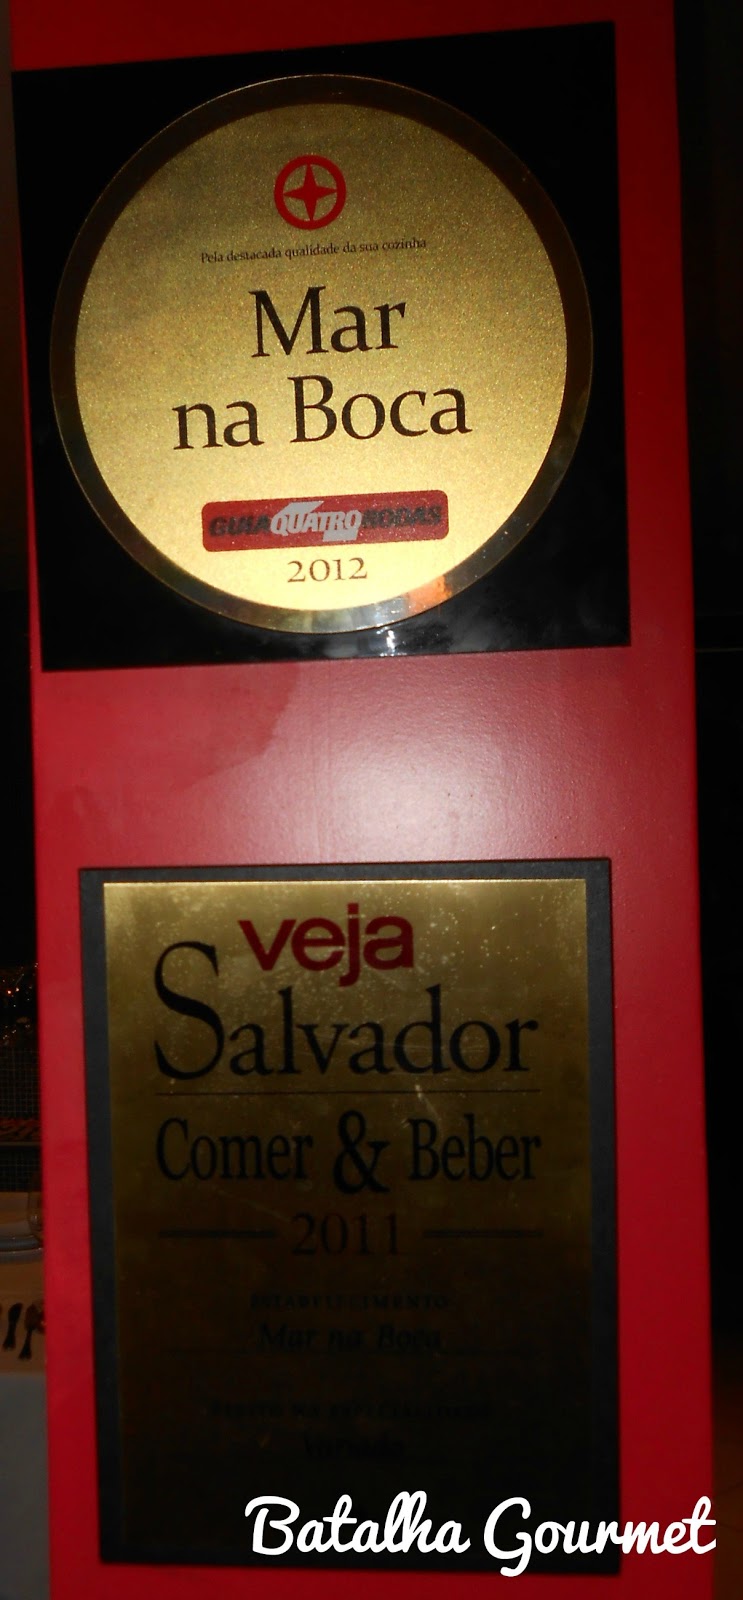 Pela destacada qualidade da sua cozinha
Mar
na Boca
GUIA QUATRO RODAS
2012
veja
Salvador
Comer & Beber
2011
ESTABELECIMENTO
Mar na Boca
Batalha Gourmet